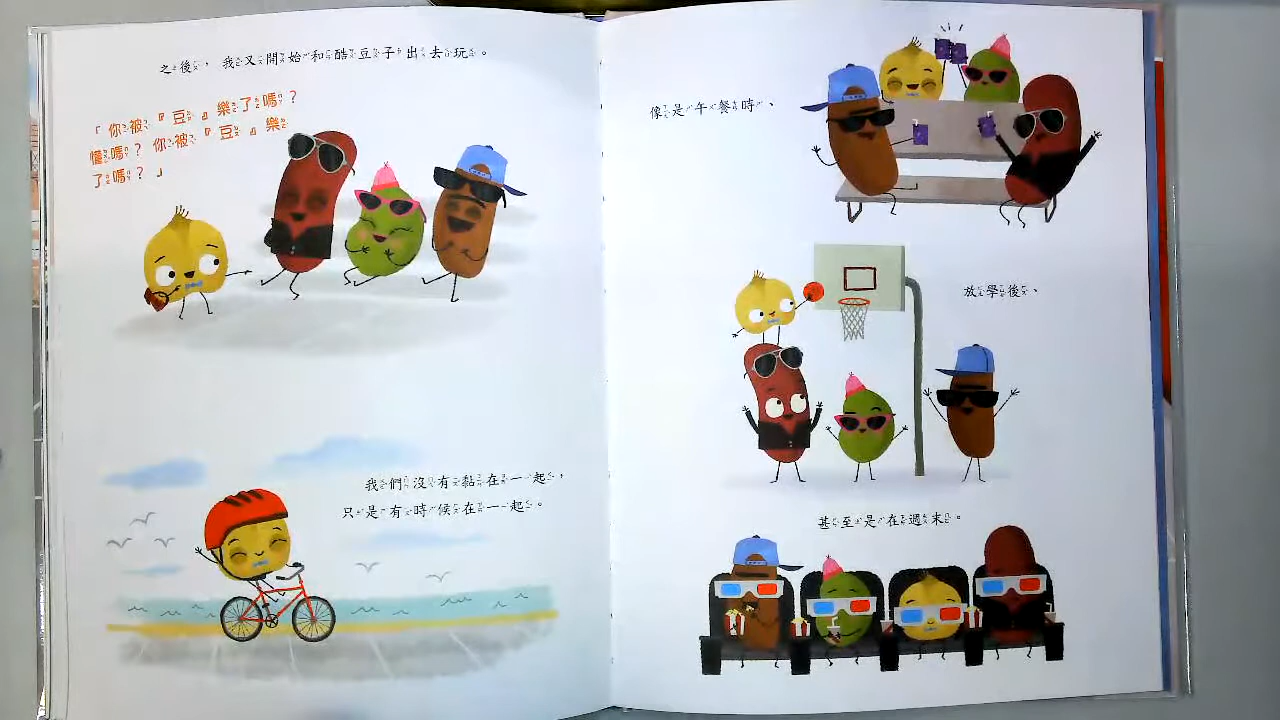 之後，我又開始和酷豆子出去玩。
「你被『豆』樂了嗎？
懂嗎？你被『豆』樂
了嗎？」
我們沒有黏在一起，
只是有時候在一起。
像是午餐時、
放學後、
甚至是在週末。